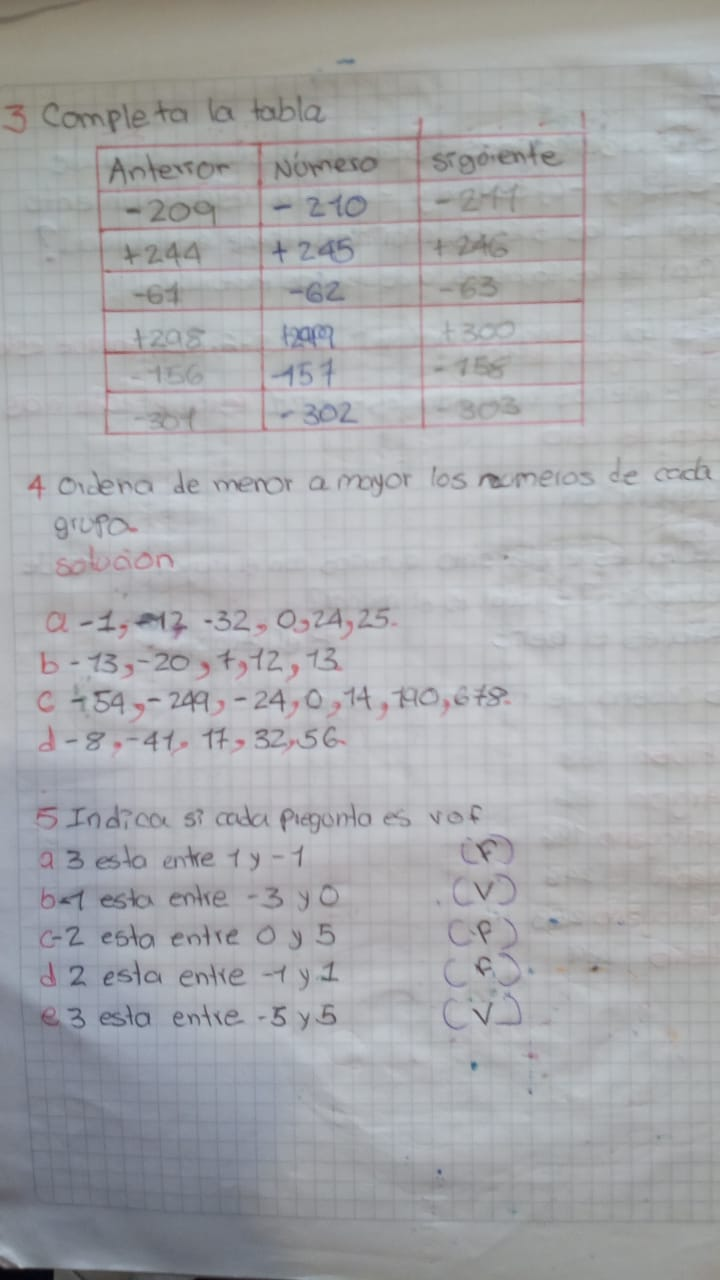 3 Completa la tabla
Anterior Número siguiente
-209 -210 -211
+244 +245 +246
-61 -62 -63
+298 +299 +300
-156 -157 -158
-301 -302 -303
4 Ordena de menor a mayor los numeros de cada
grupo
solución
a -1, -12, -32, 0, 24, 25.
b -13, -20, 7, 12, 13
c -54, -249, -24, 0, 14, 190, 678.
d -8, -41, 17, 32, 56.
5 Indica si cada pregonta es v o f
a 3 esta entre 1 y -1 (F)
b -1 esta entre -3 y 0 (V)
c -2 esta entre 0 y 5 (F)
d 2 esta entre -1 y 1 (F)
e 3 esta entre -5 y 5 (V)